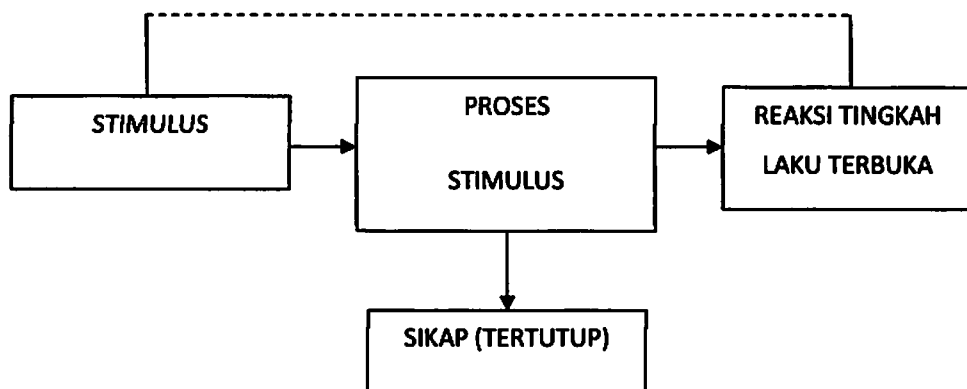 STIMULUS
PROSES
STIMULUS
REAKSI TINGKAH
LAKU TERBUKA
SIKAP (TERTUTUP)